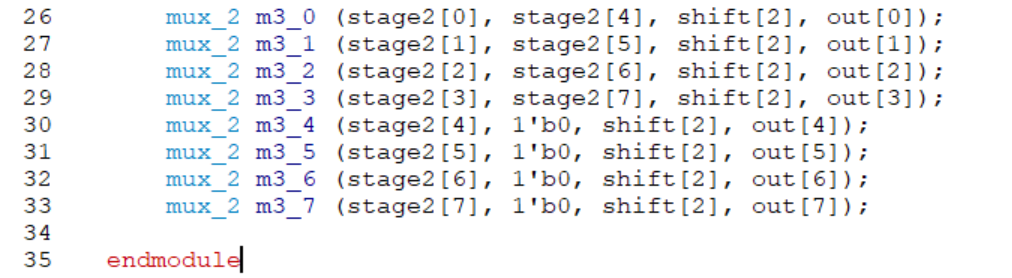 26 mux_2 m3_0 (stage2[0], stage2[4], shift[2], out[0]);
27 mux_2 m3_1 (stage2[1], stage2[5], shift[2], out[1]);
28 mux_2 m3_2 (stage2[2], stage2[6], shift[2], out[2]);
29 mux_2 m3_3 (stage2[3], stage2[7], shift[2], out[3]);
30 mux_2 m3_4 (stage2[4], 1'b0, shift[2], out[4]);
31 mux_2 m3_5 (stage2[5], 1'b0, shift[2], out[5]);
32 mux_2 m3_6 (stage2[6], 1'b0, shift[2], out[6]);
33 mux_2 m3_7 (stage2[7], 1'b0, shift[2], out[7]);
34
35 endmodule